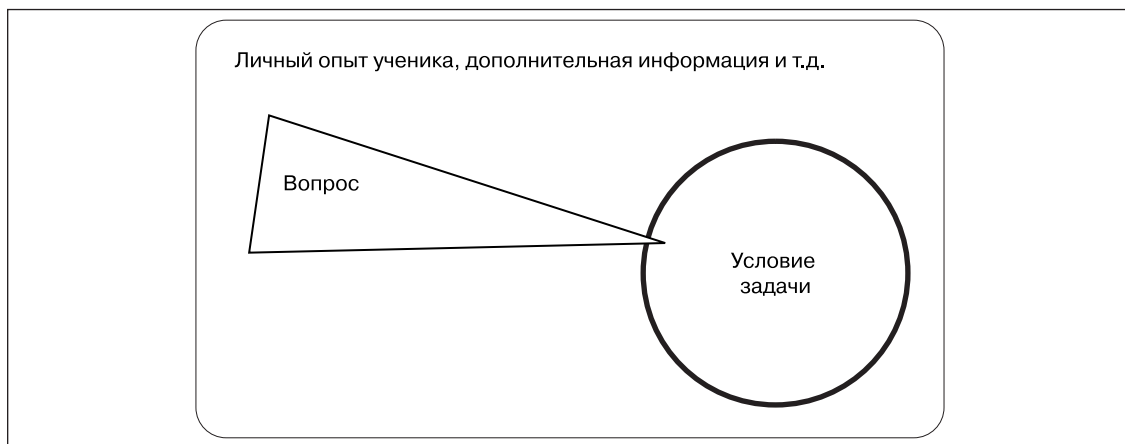 Личный опыт ученика, дополнительная информация и т.д.
Вопрос
Условие
задачи